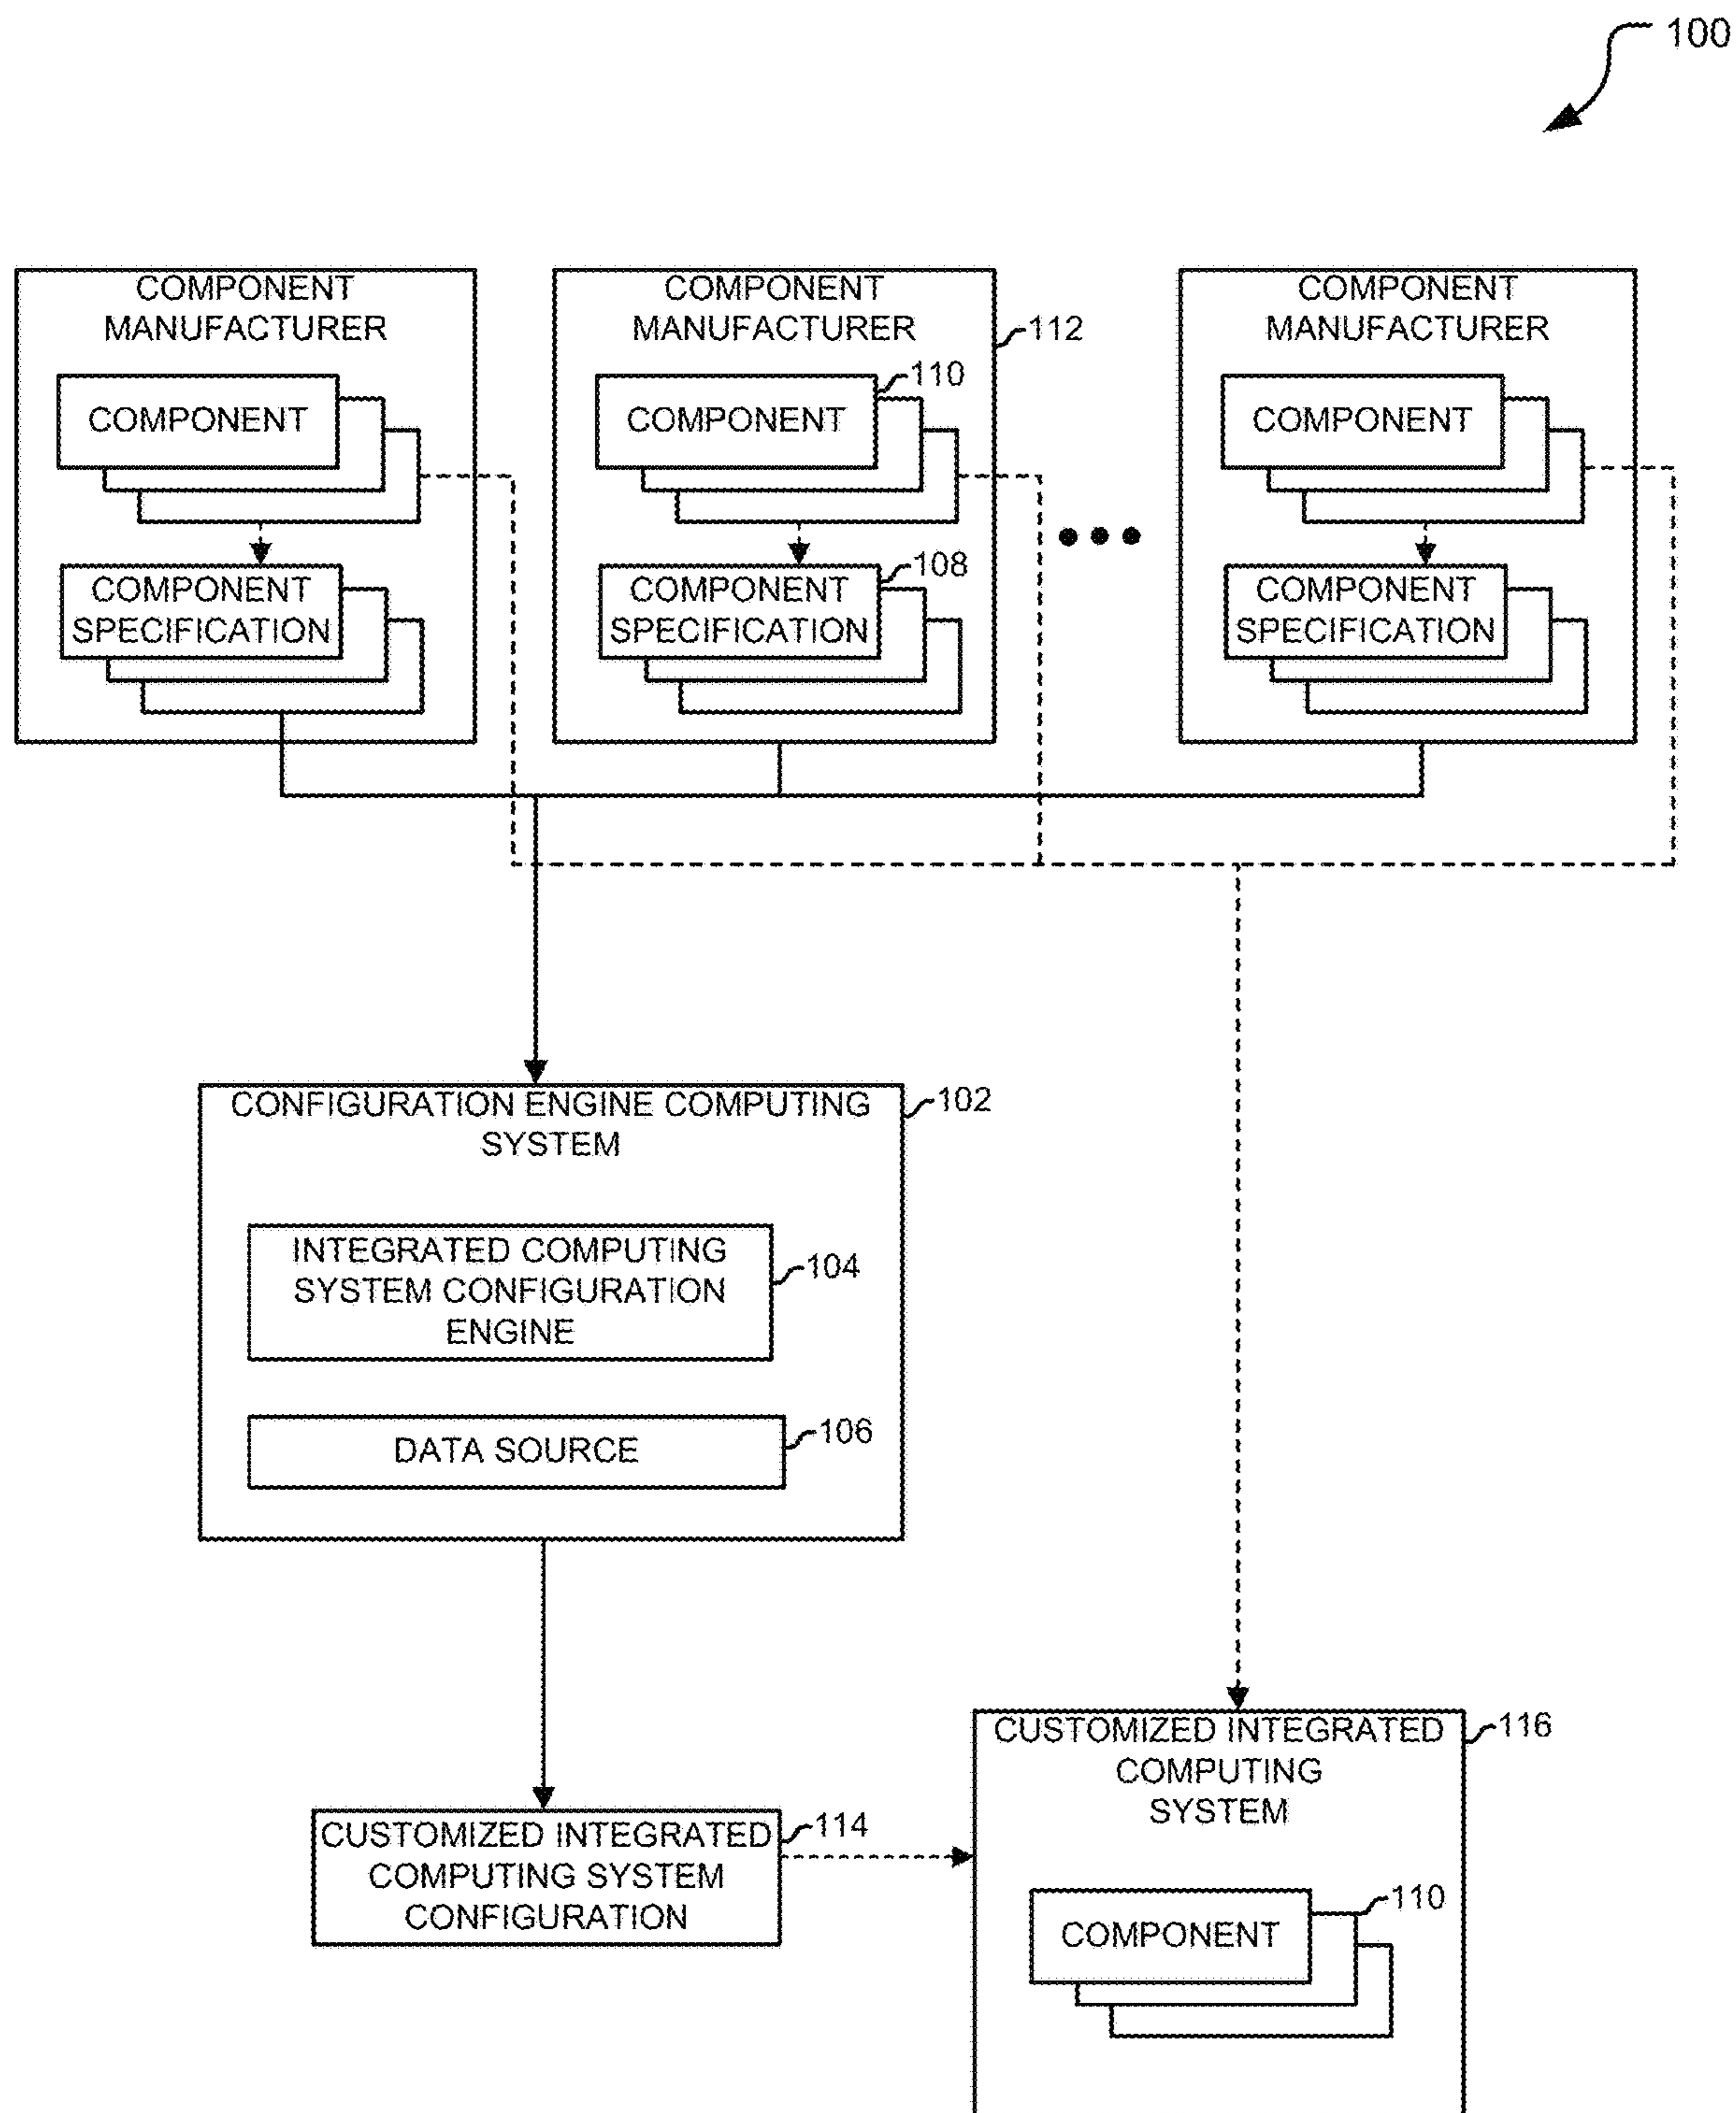 100
COMPONENT
MANUFACTURER
COMPONENT
COMPONENT
SPECIFICATION
COMPONENT
MANUFACTURER
112
110
COMPONENT
108
COMPONENT
SPECIFICATION
COMPONENT
MANUFACTURER
COMPONENT
COMPONENT
SPECIFICATION
CONFIGURATION ENGINE COMPUTING
SYSTEM
102
INTEGRATED COMPUTING
SYSTEM CONFIGURATION
ENGINE
104
DATA SOURCE
106
CUSTOMIZED INTEGRATED
COMPUTING SYSTEM
CONFIGURATION
114
CUSTOMIZED INTEGRATED
COMPUTING
SYSTEM
116
COMPONENT
110